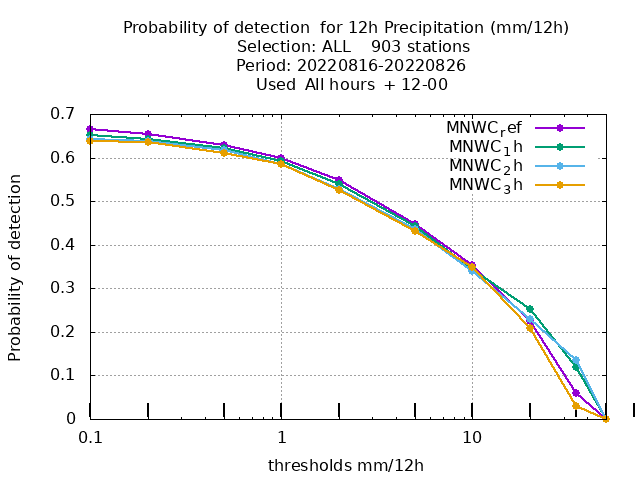 Probability of detection  for 12h Precipitation (mm/12h)
Selection: ALL    903 stations
Period: 20220816-20220826
Used  All hours  + 12-00
MNWC_ref
MNWC_1h
MNWC_2h
MNWC_3h
Probability of detection
0.7
0.6
0.5
0.4
0.3
0.2
0.1
0
0.1 1 10
thresholds mm/12h